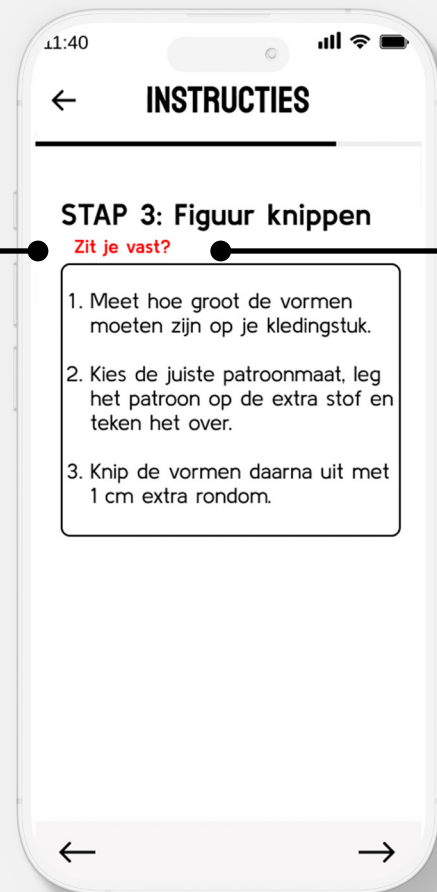 11:40
INSTRUCTIES
STAP 3: Figuur knippen
Zit je vast?
1. Meet hoe groot de vormen
moeten zijn op je kledingstuk.
2. Kies de juiste patroonmaat, leg
het patroon op de extra stof en
teken het over.
3. Knip de vormen daarna uit met
1 cm extra rondom.